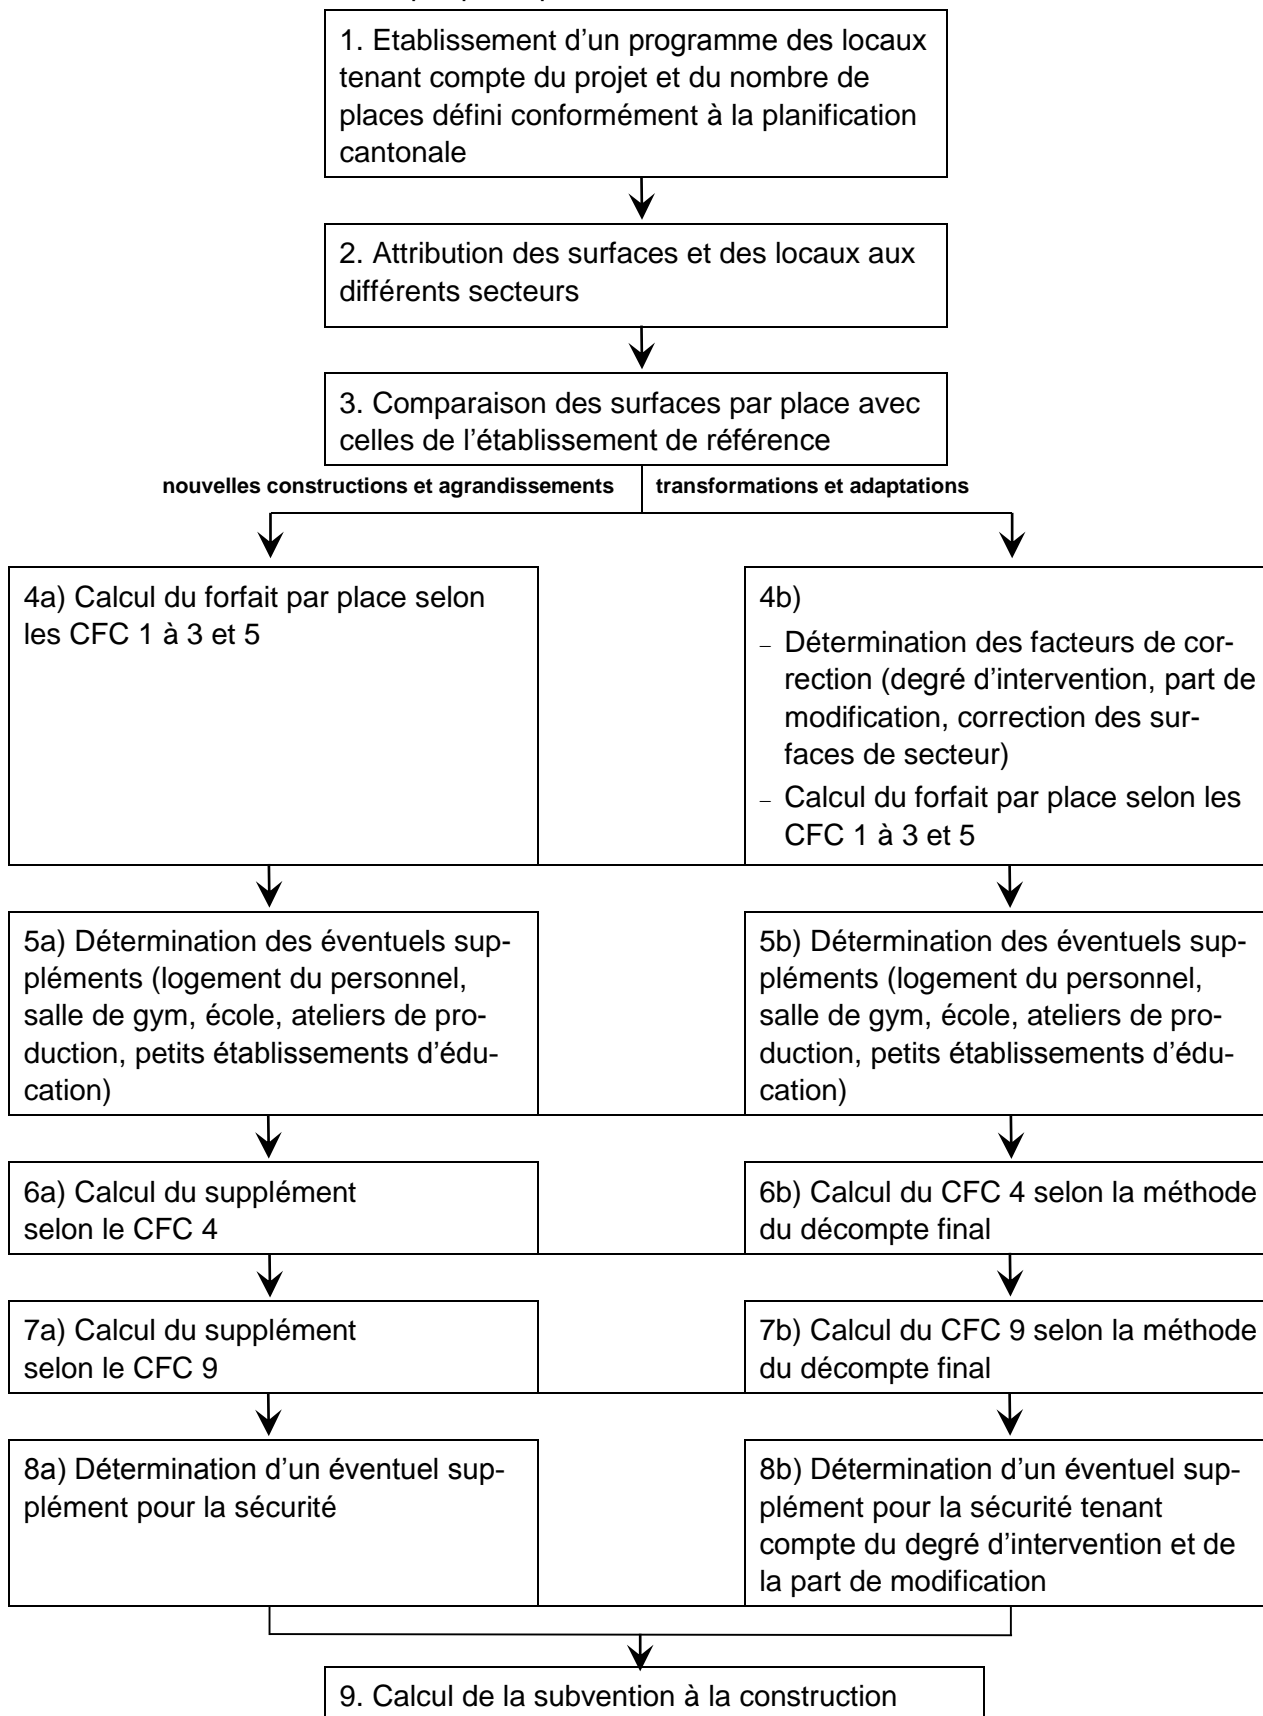 1. Etablissement d’un programme des locaux
tenant compte du projet et du nombre de
places défini conformément à la planification
cantonale
2. Attribution des surfaces et des locaux aux
différents secteurs
3. Comparaison des surfaces par place avec
celles de l’établissement de référence
nouvelles constructions et agrandissements
transformations et adaptations
4a) Calcul du forfait par place selon
les CFC 1 à 3 et 5
4b)
– Détermination des facteurs de cor-
rection (degré d’intervention, part de
modification, correction des sur-
faces de secteur)
– Calcul du forfait par place selon les
CFC 1 à 3 et 5
5a) Détermination des éventuels sup-
pléments (logement du personnel,
salle de gym, école, ateliers de pro-
duction, petits établissements d’édu-
cation)
5b) Détermination des éventuels sup-
pléments (logement du personnel,
salle de gym, école, ateliers de pro-
duction, petits établissements d’édu-
cation)
6a) Calcul du supplément
selon le CFC 4
6b) Calcul du CFC 4 selon la méthode
du décompte final
7a) Calcul du supplément
selon le CFC 9
7b) Calcul du CFC 9 selon la méthode
du décompte final
8a) Détermination d’un éventuel sup-
plément pour la sécurité
8b) Détermination d’un éventuel sup-
plément pour la sécurité tenant
compte du degré d’intervention et de
la part de modification
9. Calcul de la subvention à la construction